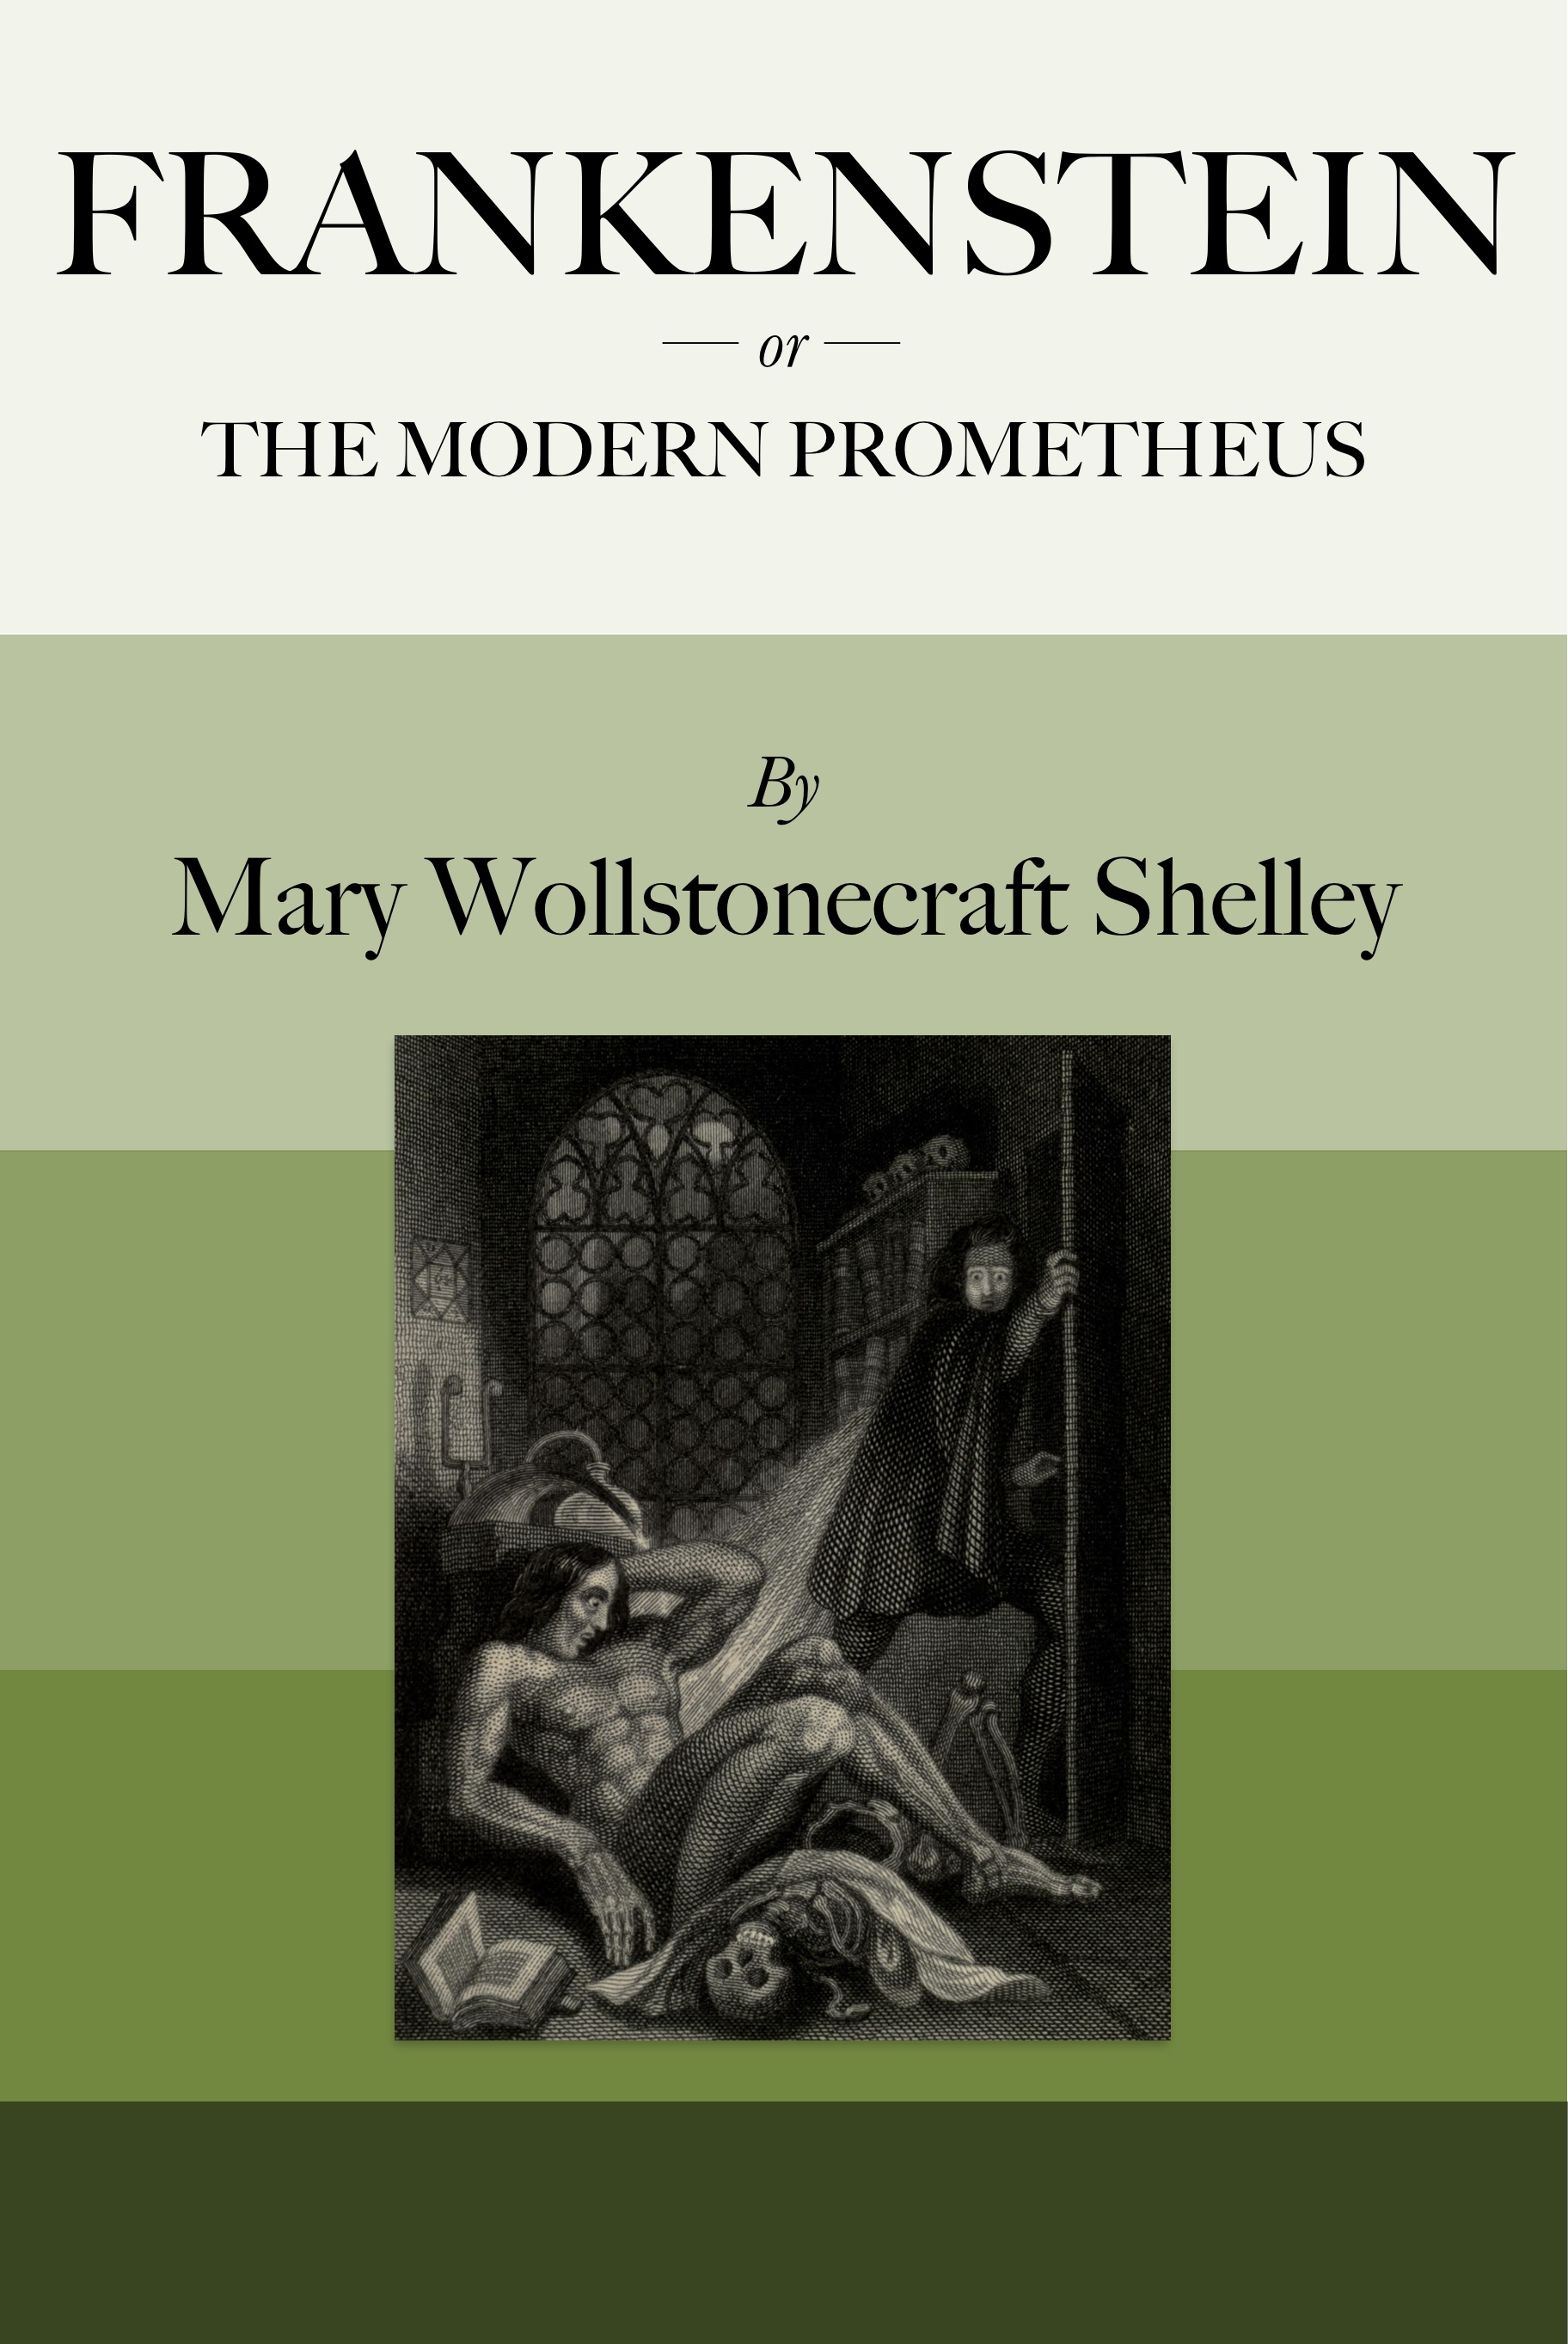 FRANKENSTEIN
or
THE MODERN PROMETHEUS
By
Mary Wollstonecraft Shelley